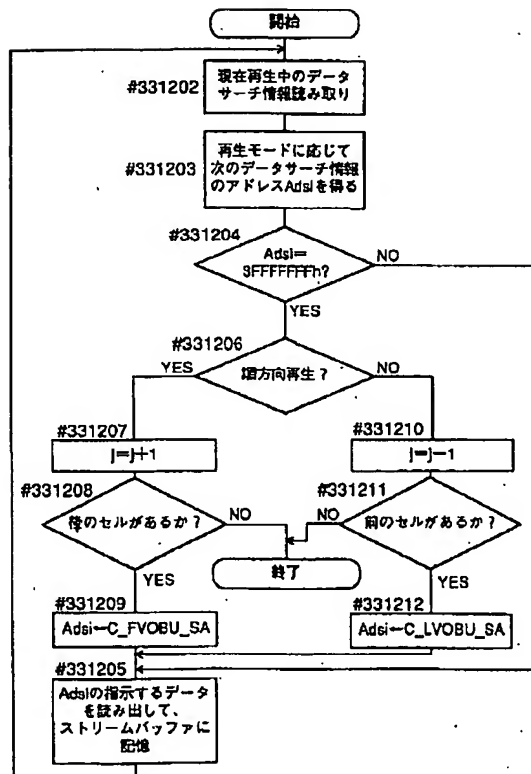 開始
#331202
現在再生中のデータ
サーチ情報読み取り
#331203
再生モードに応じて
次のデータサーチ情報
のアドレスAdsiを得る
#331204
Adsi=
3FFFFFFFh?
NO
YES
#331206
順方向再生?
YES
NO
#331207
j=j+1
#331210
j=j-1
#331208
後のセルがあるか?
NO
YES
#331211
前のセルがあるか?
NO
YES
終了
#331209
Adsi←C_FVOBU_SA
#331212
Adsi←C_LVOBU_SA
#331205
Adsiの指示するデータ
を読み出して、
ストリームバッファに
記憶